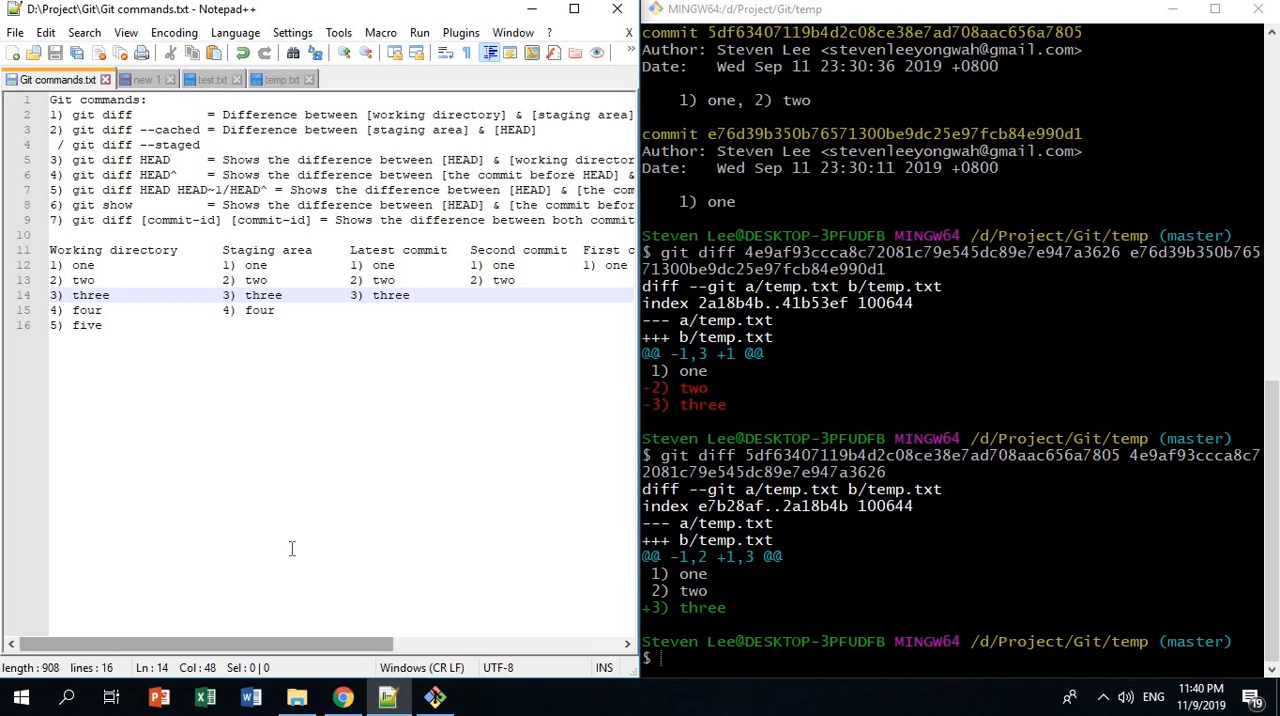 D:\Project\Git\Git commands.txt - Notepad++
File Edit Search View Encoding Language Settings Tools Macro Run Plugins Window ? X
Git commands.txt new 1 test.txt temp.txt
1 Git commands:
2 1) git diff = Difference between [working directory] & [staging area]
3 2) git diff --cached = Difference between [staging area] & [HEAD]
4 / git diff --staged
5 3) git diff HEAD = Shows the difference between [HEAD] & [working director
6 4) git diff HEAD^ = Shows the difference between [the commit before HEAD] &
7 5) git diff HEAD HEAD~1/HEAD^ = Shows the difference between [HEAD] & [the com
8 6) git show = Shows the difference between [HEAD] & [the commit befor
9 7) git diff [commit-id] [commit-id] = Shows the difference between both commit
10
11 Working directory Staging area Latest commit Second commit First c
12 1) one 1) one 1) one 1) one 1) one
13 2) two 2) two 2) two 2) two
14 3) three 3) three 3) three
15 4) four 4) four
16 5) five
length : 908 lines : 16 Ln : 14 Col : 48 Sel : 0 | 0 Windows (CR LF) UTF-8 INS
MINGW64:/d/Project/Git/temp
commit 5df63407119b4d2c08ce38e7ad708aac656a7805
Author: Steven Lee <stevenleeyongwah@gmail.com>
Date: Wed Sep 11 23:30:36 2019 +0800
1) one, 2) two
commit e76d39b350b76571300be9dc25e97fcb84e990d1
Author: Steven Lee <stevenleeyongwah@gmail.com>
Date: Wed Sep 11 23:30:11 2019 +0800
1) one
Steven Lee@DESKTOP-3PFUDFB MINGW64 /d/Project/Git/temp (master)
$ git diff 4e9af93ccca8c72081c79e545dc89e7e947a3626 e76d39b350b765
71300be9dc25e97fcb84e990d1
diff --git a/temp.txt b/temp.txt
index 2a18b4b..41b53ef 100644
--- a/temp.txt
+++ b/temp.txt
@@ -1,3 +1 @@
1) one
-2) two
-3) three
Steven Lee@DESKTOP-3PFUDFB MINGW64 /d/Project/Git/temp (master)
$ git diff 5df63407119b4d2c08ce38e7ad708aac656a7805 4e9af93ccca8c7
2081c79e545dc89e7e947a3626
diff --git a/temp.txt b/temp.txt
index e7b28af..2a18b4b 100644
--- a/temp.txt
+++ b/temp.txt
@@ -1,2 +1,3 @@
1) one
2) two
+3) three
Steven Lee@DESKTOP-3PFUDFB MINGW64 /d/Project/Git/temp (master)
$
ENG 11:40 PM
11/9/2019
19